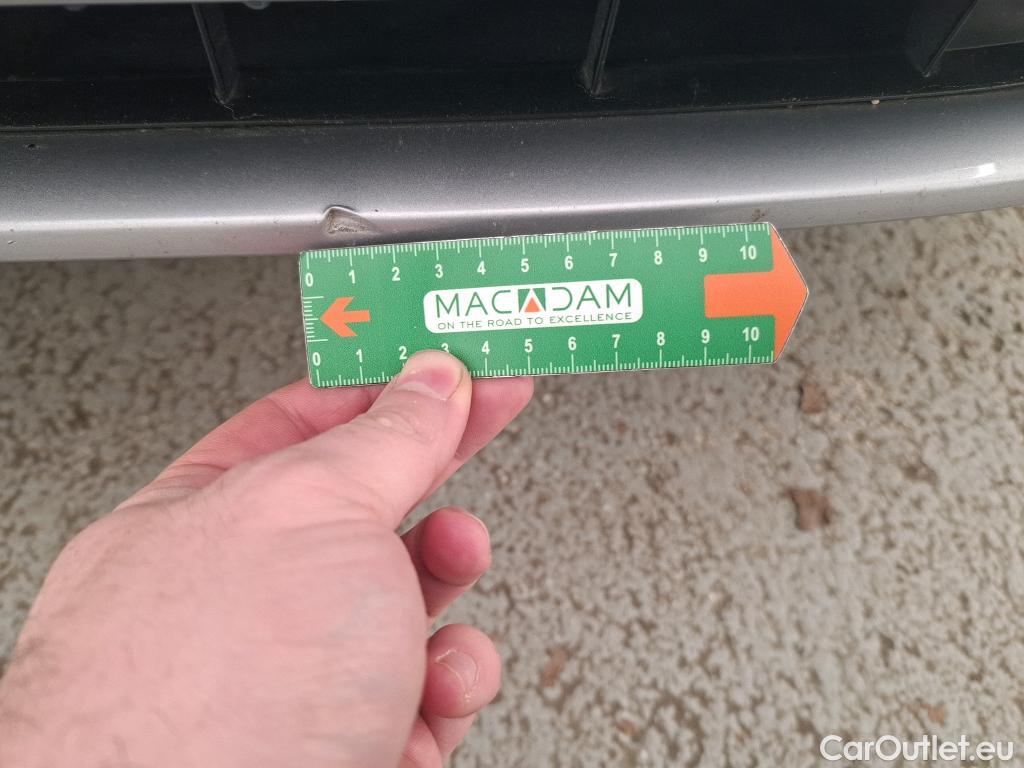 0 1 2 3 4 5 6 7 8 9 10
MACADAM
ON THE ROAD TO EXCELLENCE
0 1 2 3 4 5 6 7 8 9 10
CarOutlet.eu